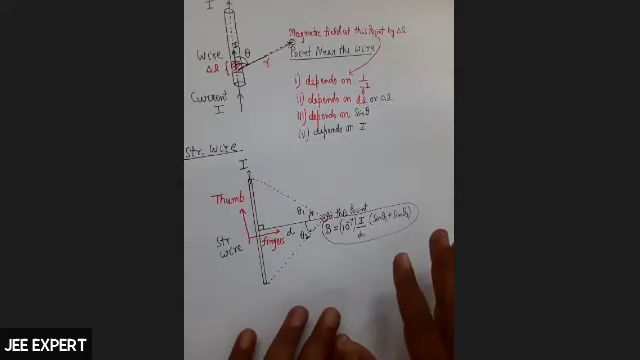 I
Magnetic field at this Point by Δl
Point Near the Wire
Wire
I
θ
r
Δl
Current
I
i) depends on 1/r²
ii) depends on dl or Δl
iii) depends on Sinθ
(iv) depends on I
Str. Wire
I
Thumb
θ₁
at this Point
B = (10⁻⁷) I/d (Sinθ₁ + Sinθ₂)
d
θ₂
fingers
Str
Wire
JEE EXPERT